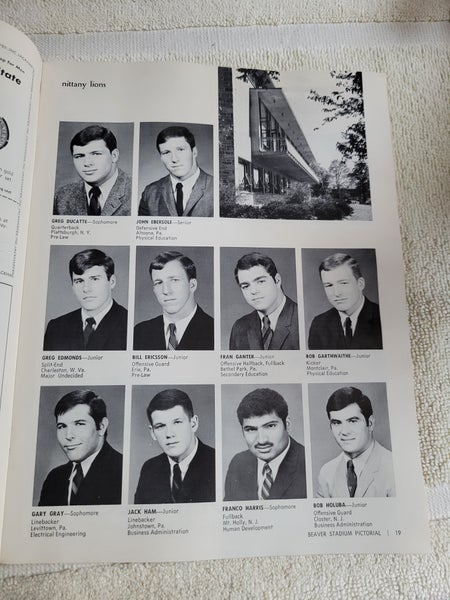 tate
nittany lions
GREG DUCATTE—Sophomore
Quarterback
Plattsburgh, N. Y.
Pre-Law
JOHN EBERSOLE—Senior
Defensive End
Altoona, Pa.
Physical Education
GREG EDMONDS—Junior
Split-End
Charleston, W. Va.
Major Undecided
BILL ERICSSON—Junior
Offensive Guard
Erie, Pa.
Pre-Law
FRAN GANTER—Junior
Offensive Halfback, Fullback
Bethel Park, Pa.
Secondary Education
BOB GARTHWAITE—Junior
Kicker
Montclair, Pa.
Physical Education
GARY GRAY—Sophomore
Linebacker
Levittown, Pa.
Electrical Engineering
JACK HAM—Junior
Linebacker
Johnstown, Pa.
Business Administration
FRANCO HARRIS—Sophomore
Fullback
Mt. Holly, N. J.
Human Development
BOB HOLUBA—Junior
Offensive Guard
Closter, N. J.
Business Administration
BEAVER STADIUM PICTORIAL | 19